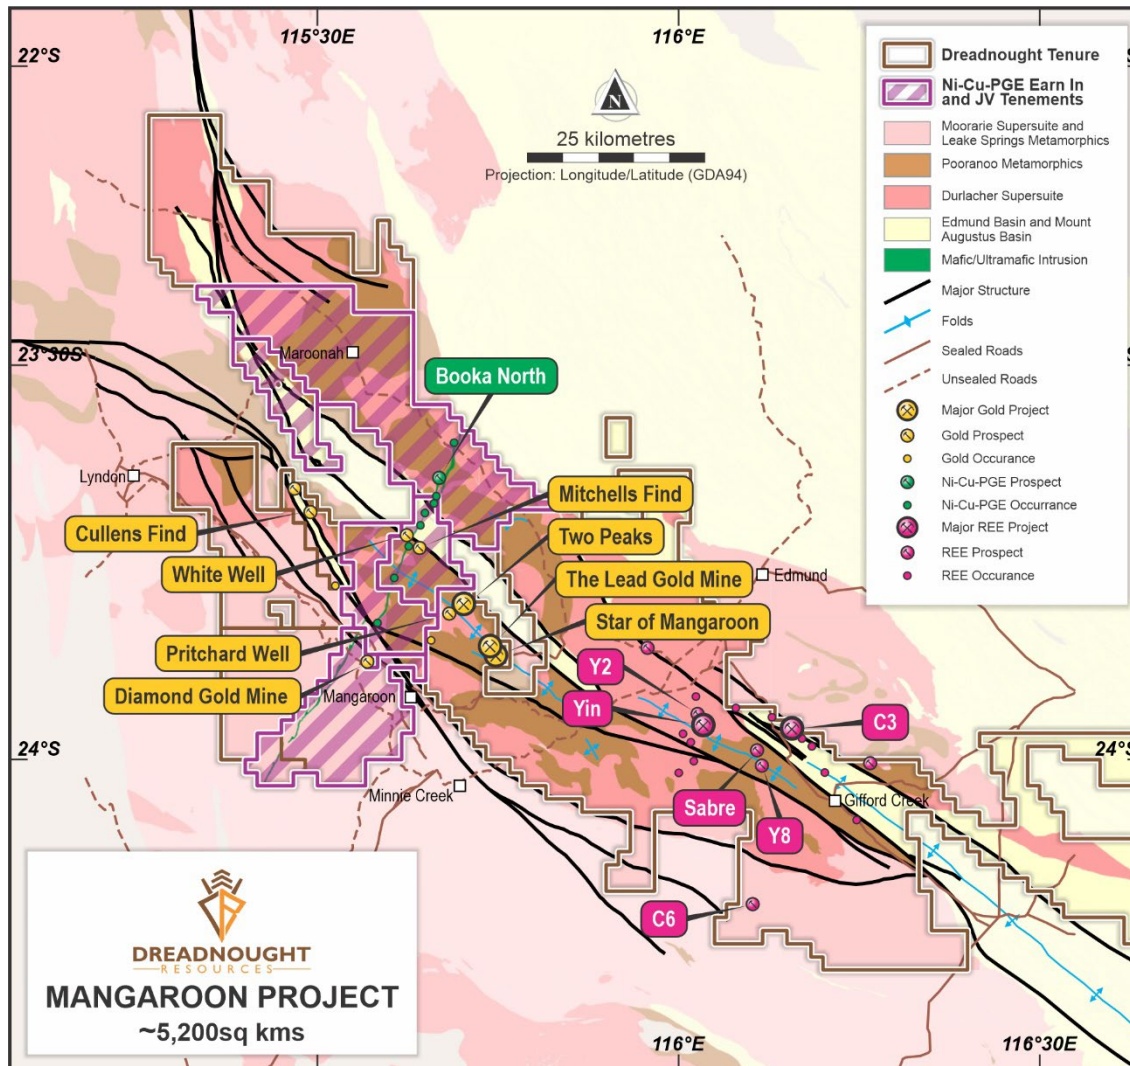 115°30E
116°E
22°S
Dreadnought Tenure
Ni-Cu-PGE Earn In
and JV Tenements
Moorarie Supersuite and
Leake Springs Metamorphics
Pooranoo Metamorphics
Durlacher Supersuite
Edmund Basin and Mount
Augustus Basin
Mafic/Ultramafic Intrusion
Major Structure
Folds
Sealed Roads
Unsealed Roads
Major Gold Project
Gold Prospect
Gold Occurance
Ni-Cu-PGE Prospect
Ni-Cu-PGE Occurrance
Major REE Project
REE Prospect
REE Occurance
N
25 kilometres
Projection: Longitude/Latitude (GDA94)
23°30S
Maroonah
Booka North
Lyndon
Mitchells Find
Cullens Find
Two Peaks
White Well
The Lead Gold Mine
Edmund
Star of Mangaroon
Pritchard Well
Y2
Diamond Gold Mine
Mangaroon
Yin
C3
24°S
24°S
Minnie Creek
Gifford Creek
Sabre
Y8
C6
DREADNOUGHT
RESOURCES
MANGAROON PROJECT
~5,200sq kms
116°E
116°30E